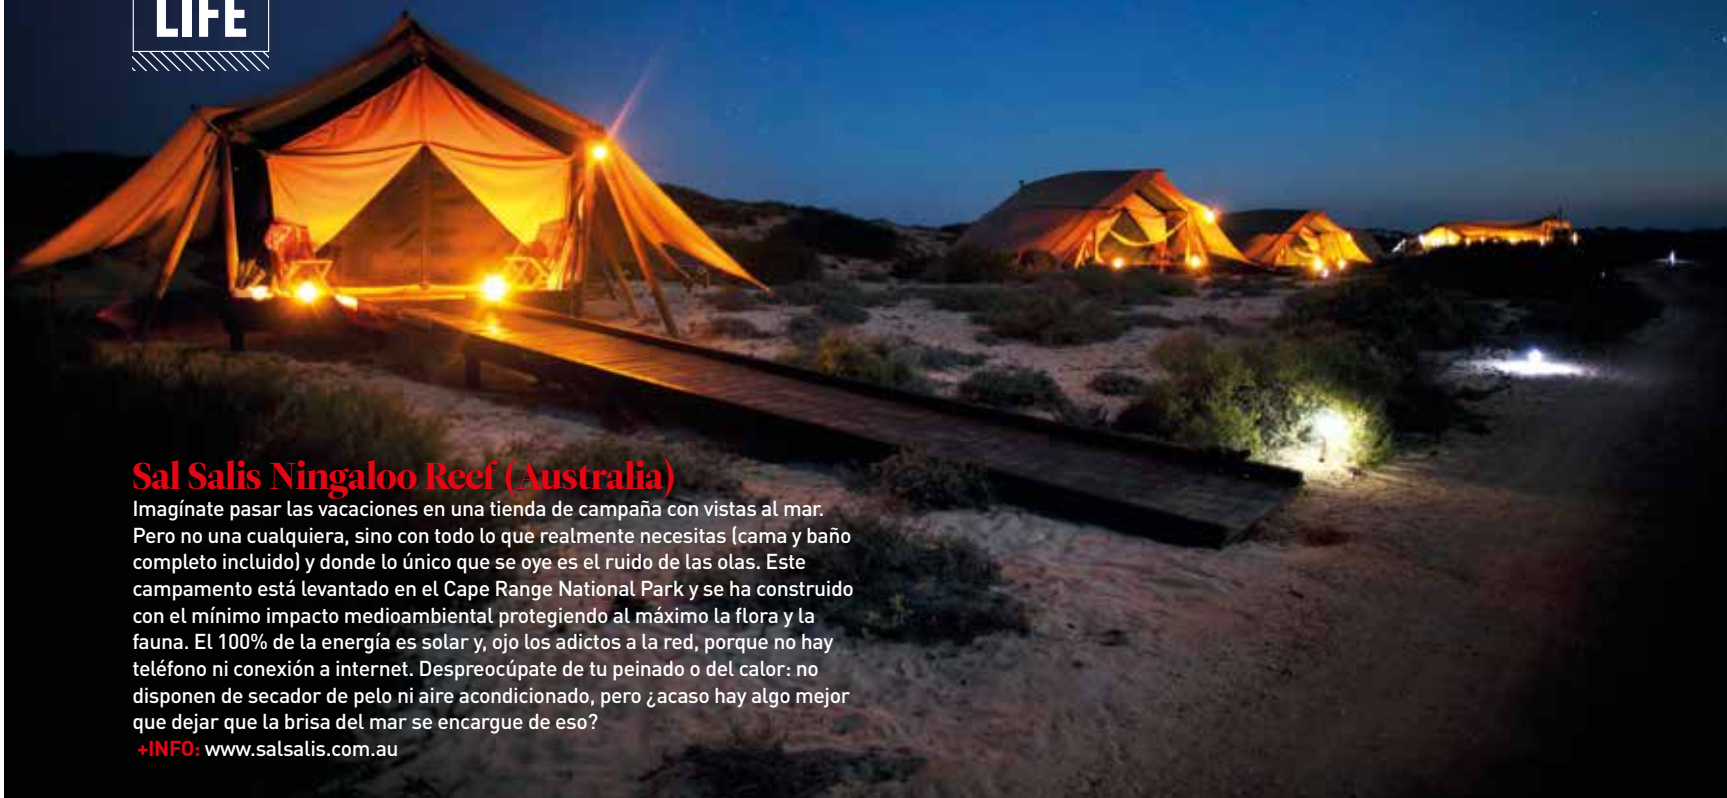 LIFE
Sal Salis Ningaloo Reef (Australia)
Imagínate pasar las vacaciones en una tienda de campaña con vistas al mar.
Pero no una cualquiera, sino con todo lo que realmente necesitas (cama y baño
completo incluido) y donde lo único que se oye es el ruido de las olas. Este
campamento está levantado en el Cape Range National Park y se ha construido
con el mínimo impacto medioambiental protegiendo al máximo la flora y la
fauna. El 100% de la energía es solar y, ojo los adictos a la red, porque no hay
teléfono ni conexión a internet. Despreocúpate de tu peinado o del calor: no
disponen de secador de pelo ni aire acondicionado, pero ¿acaso hay algo mejor
que dejar que la brisa del mar se encargue de eso?
+INFO: www.salsalis.com.au